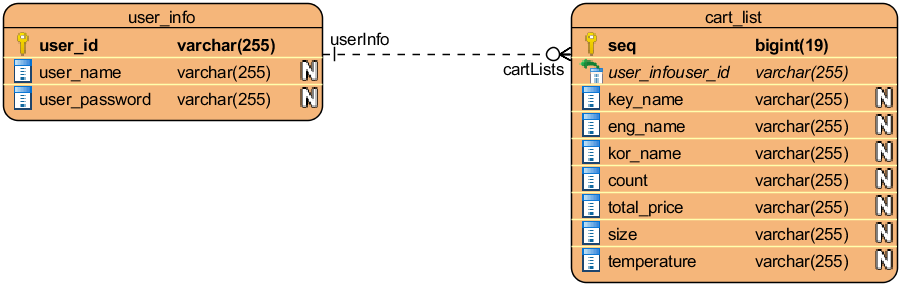 user_info
user_id varchar(255)
user_name varchar(255) N
user_password varchar(255) N
userInfo
cartLists
cart_list
seq bigint(19)
user_infouser_id varchar(255)
key_name varchar(255) N
eng_name varchar(255) N
kor_name varchar(255) N
count varchar(255) N
total_price varchar(255) N
size varchar(255) N
temperature varchar(255) N